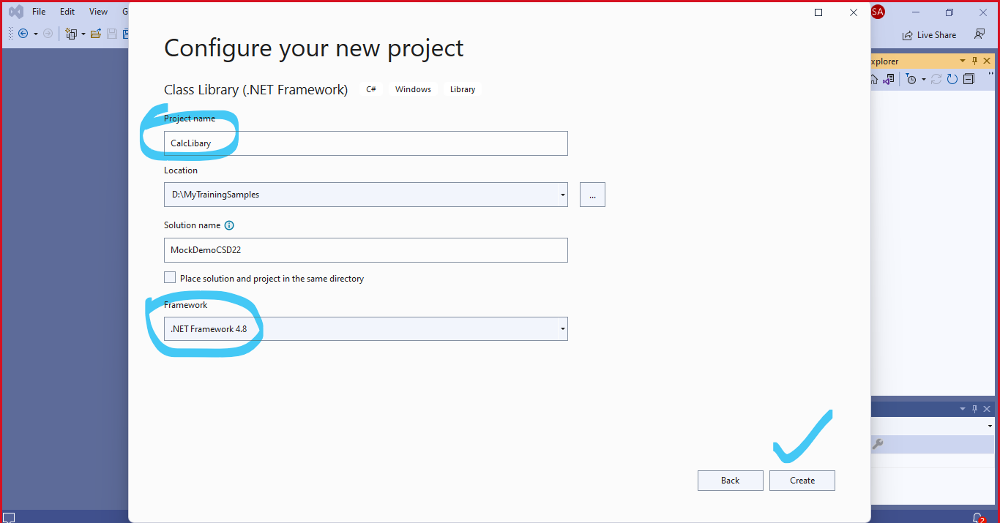 File Edit View G
SA
Live Share
xplorer
Configure your new project
Class Library (.NET Framework) C# Windows Library
Project name
CalcLibary
Location
D:\MyTrainingSamples
...
Solution name
MockDemoCSD22
Place solution and project in the same directory
Framework
.NET Framework 4.8
Back Create
2